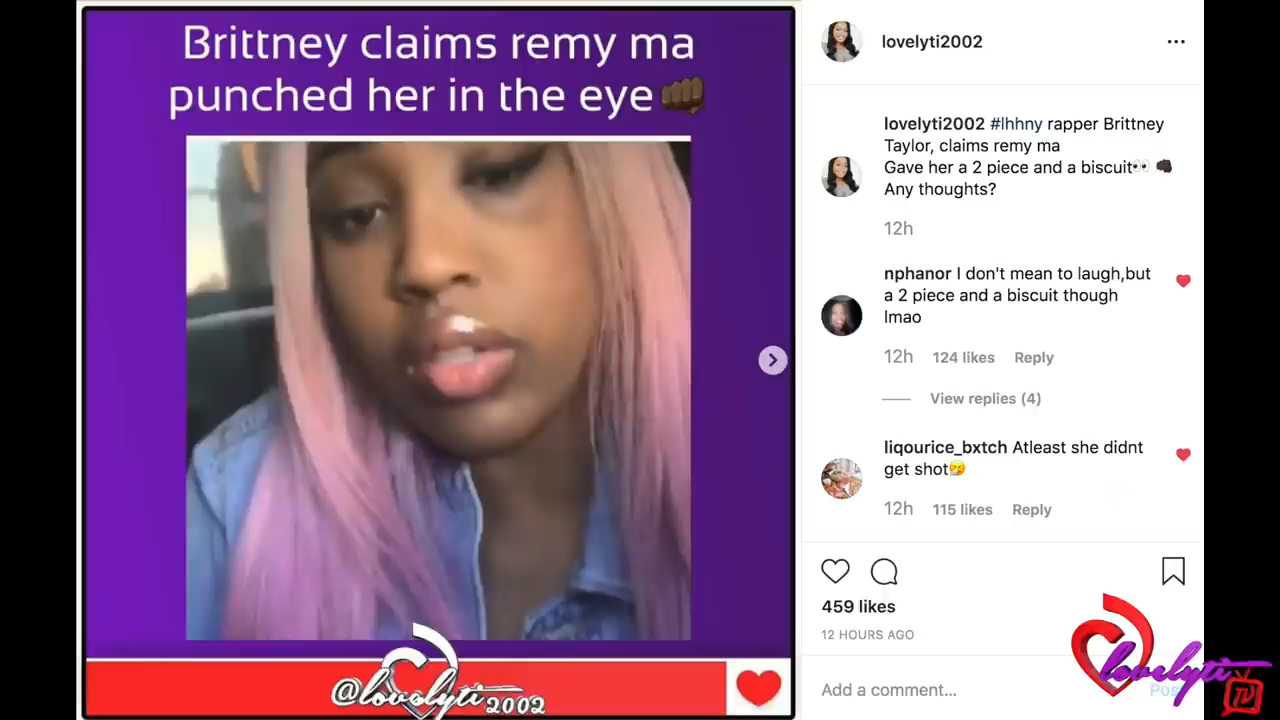 Brittney claims remy ma
punched her in the eye👊🏿
@lovelyti
2002
lovelyti2002
lovelyti2002 #lhhny rapper Brittney
Taylor, claims remy ma
Gave her a 2 piece and a biscuit👀 👊🏿
Any thoughts?
12h
nphanor I don't mean to laugh,but
a 2 piece and a biscuit though
lmao
12h 124 likes Reply
View replies (4)
liqourice_bxtch Atleast she didnt
get shot🤧
12h 115 likes Reply
459 likes
12 HOURS AGO
Add a comment...
lovelyti
TV